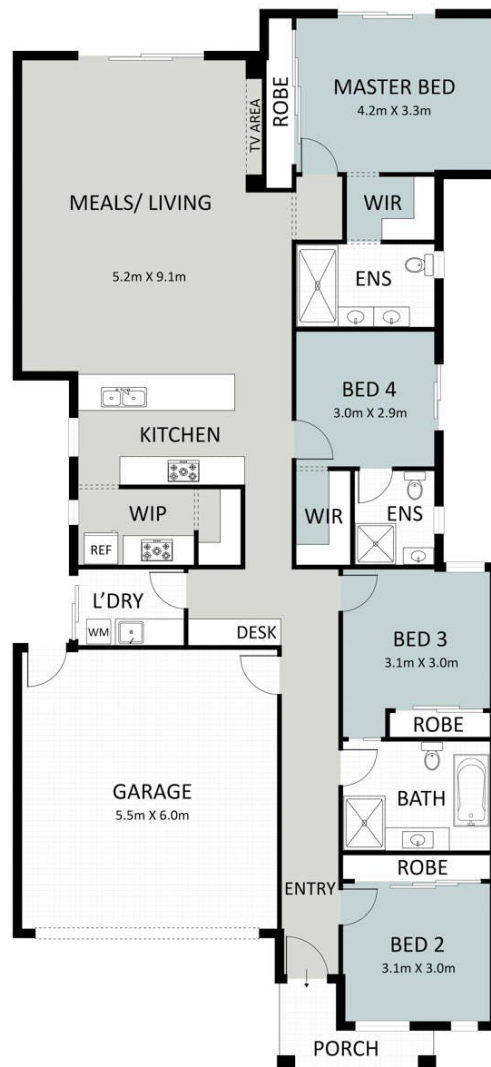 MASTER BED
4.2m X 3.3m
ROBE
TV AREA
MEALS/ LIVING
5.2m X 9.1m
WIR
ENS
BED 4
3.0m X 2.9m
KITCHEN
WIP
REF
WIR
ENS
L'DRY
WM
DESK
BED 3
3.1m X 3.0m
ROBE
GARAGE
5.5m X 6.0m
BATH
ROBE
ENTRY
BED 2
3.1m X 3.0m
PORCH